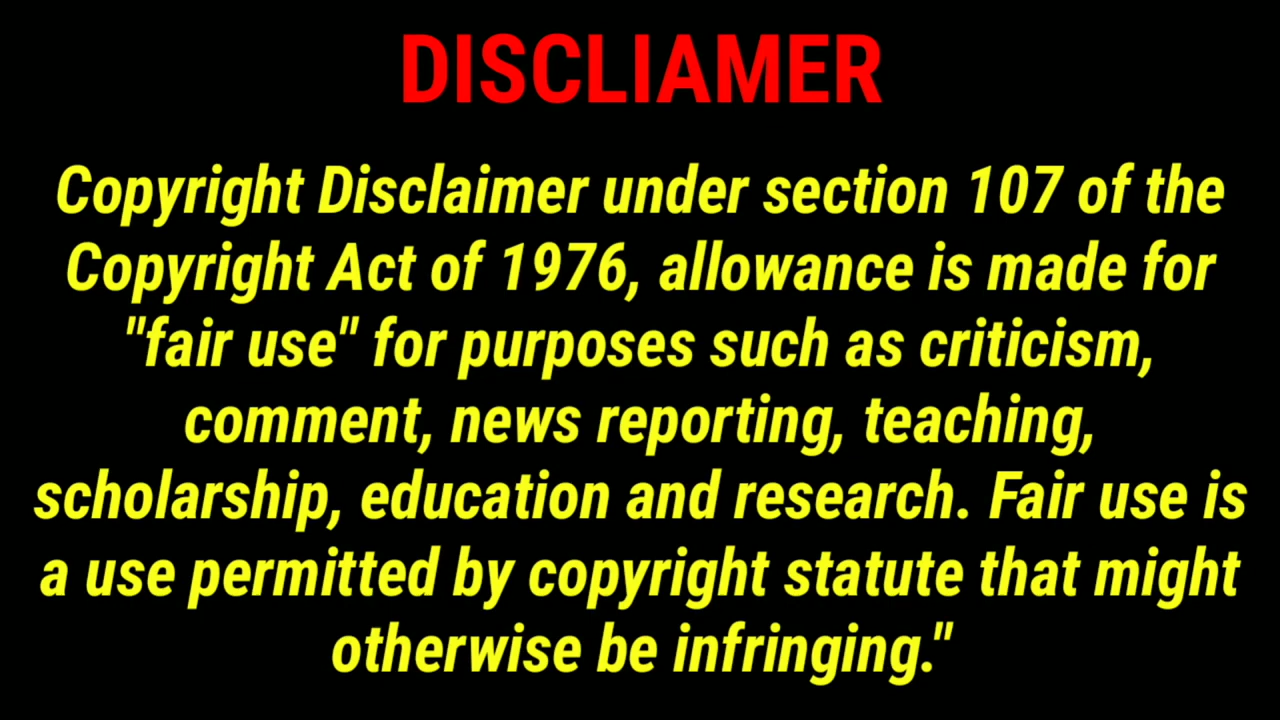 DISCLIAMER
Copyright Disclaimer under section 107 of the
Copyright Act of 1976, allowance is made for
"fair use" for purposes such as criticism,
comment, news reporting, teaching,
scholarship, education and research. Fair use is
a use permitted by copyright statute that might
otherwise be infringing."